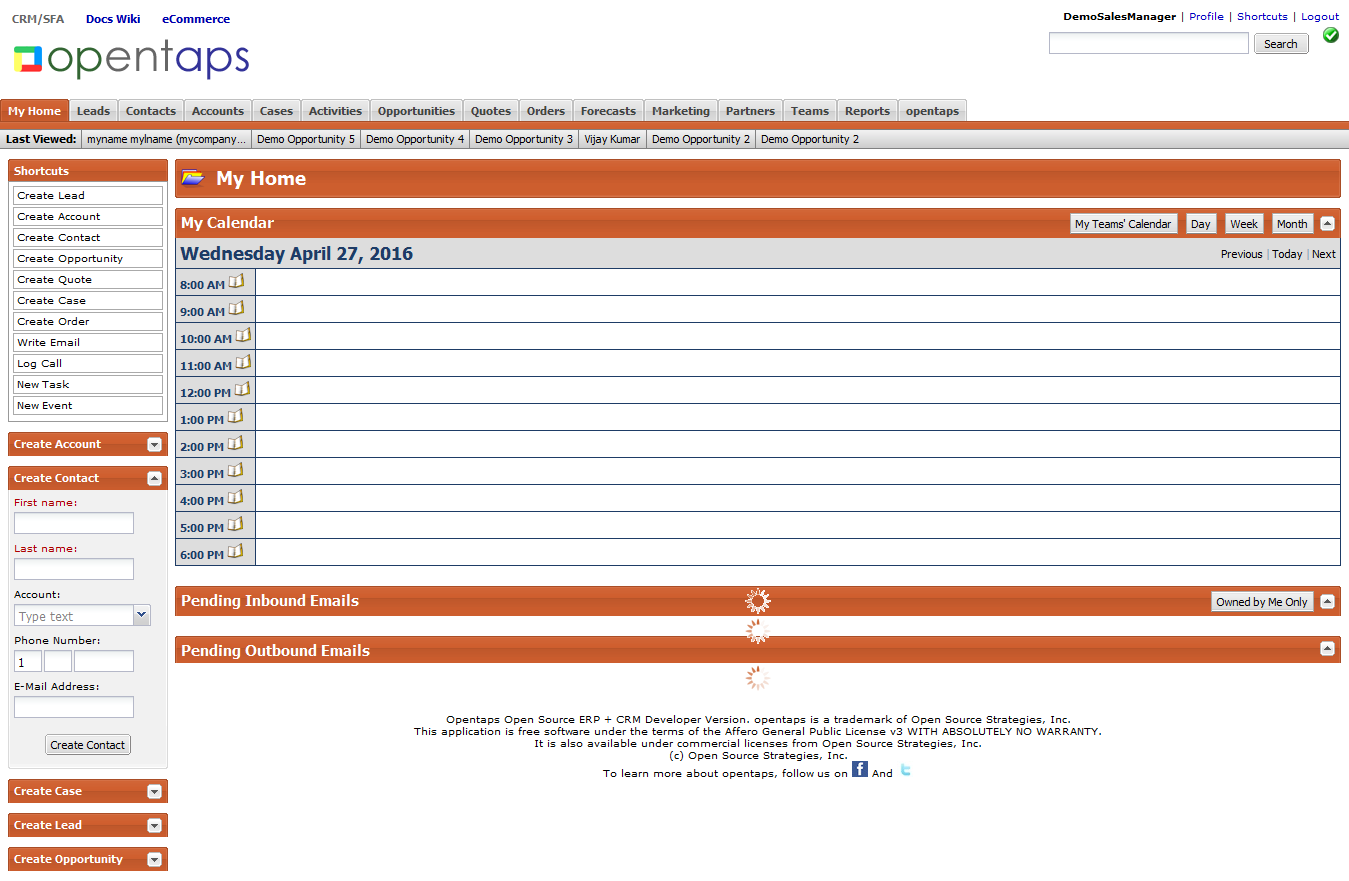 CRM/SFA Docs Wiki eCommerce
DemoSalesManager | Profile | Shortcuts | Logout
opentaps
Search
My Home Leads Contacts Accounts Cases Activities Opportunities Quotes Orders Forecasts Marketing Partners Teams Reports opentaps
Last Viewed: myname mylname (mycompany... Demo Opportunity 5 Demo Opportunity 4 Demo Opportunity 3 Vijay Kumar Demo Opportunity 2 Demo Opportunity 2
Shortcuts
Create Lead
Create Account
Create Contact
Create Opportunity
Create Quote
Create Case
Create Order
Write Email
Log Call
New Task
New Event
Create Account
Create Contact
First name:
Last name:
Account:
Type text
Phone Number:
1
E-Mail Address:
Create Contact
Create Case
Create Lead
Create Opportunity
My Home
My Calendar My Teams' Calendar Day Week Month
Wednesday April 27, 2016 Previous | Today | Next
8:00 AM
9:00 AM
10:00 AM
11:00 AM
12:00 PM
1:00 PM
2:00 PM
3:00 PM
4:00 PM
5:00 PM
6:00 PM
Pending Inbound Emails Owned by Me Only
Pending Outbound Emails
Opentaps Open Source ERP + CRM Developer Version. opentaps is a trademark of Open Source Strategies, Inc.
This application is free software under the terms of the Affero General Public License v3 WITH ABSOLUTELY NO WARRANTY.
It is also available under commercial licenses from Open Source Strategies, Inc.
(c) Open Source Strategies, Inc.
To learn more about opentaps, follow us on f And t